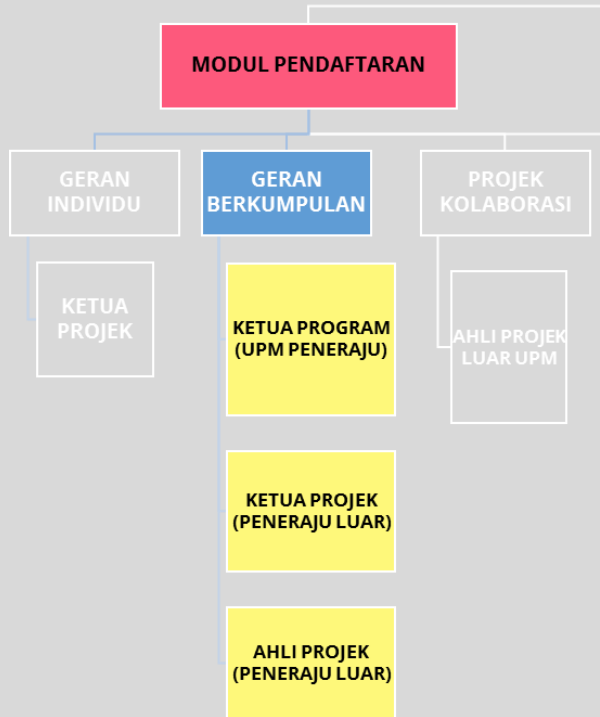 MODUL PENDAFTARAN
GERAN
INDIVIDU
GERAN
BERKUMPULAN
PROJEK
KOLABORASI
KETUA
PROJEK
KETUA PROGRAM
(UPM PENERAJU)
AHLI PROJEK
LUAR UPM
KETUA PROJEK
(PENERAJU LUAR)
AHLI PROJEK
(PENERAJU LUAR)